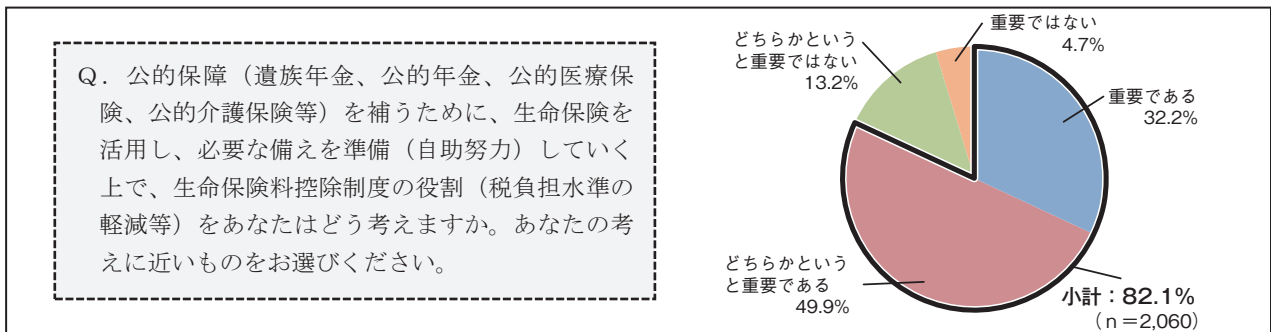 Q．公的保障（遺族年金、公的年金、公的医療保
険、公的介護保険等）を補うために、生命保険を
活用し、必要な備えを準備（自助努力）していく
上で、生命保険料控除制度の役割（税負担水準の
軽減等）をあなたはどう考えますか。あなたの考
えに近いものをお選びください。
重要ではない
4.7%
どちらかという
と重要ではない
13.2%
重要である
32.2%
どちらかという
と重要である
49.9%
小計：82.1%
（n＝2,060）